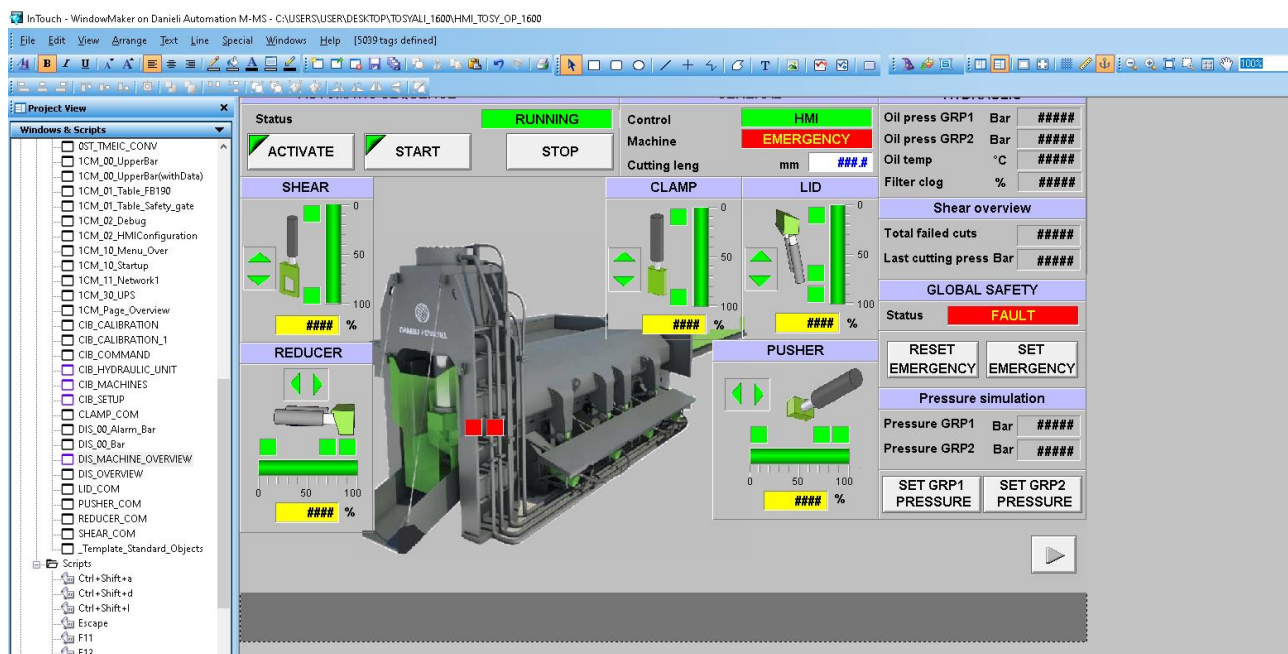 InTouch - WindowMaker on Danieli Automation M-MS - C:\USERS\USER\DESKTOP\TOSYALI_1600\HMI_TOSY_OP_1600
File Edit View Arrange Text Line Special Windows Help [5039 tags defined]
100%
Project View
Windows & Scripts
0ST_TMEIC_CONV
1CM_00_UpperBar
1CM_00_UpperBar(withData)
1CM_01_Table_FB190
1CM_01_Table_Safety_gate
1CM_02_Debug
1CM_02_HMIConfiguration
1CM_10_Menu_Over
1CM_10_Startup
1CM_11_Network1
1CM_30_UPS
1CM_Page_Overview
CIB_CALIBRATION
CIB_CALIBRATION_1
CIB_COMMAND
CIB_HYDRAULIC_UNIT
CIB_MACHINES
CIB_SETUP
CLAMP_COM
DIS_00_Alarm_Bar
DIS_00_Bar
DIS_MACHINE_OVERVIEW
DIS_OVERVIEW
LID_COM
PUSHER_COM
REDUCER_COM
SHEAR_COM
_Template_Standard_Objects
Scripts
Ctrl+Shift+a
Ctrl+Shift+d
Ctrl+Shift+l
Escape
F11
F12
Status RUNNING
ACTIVATE START STOP
Control HMI
Machine EMERGENCY
Cutting leng mm ###.#
HYDRAULIC
Oil press GRP1 Bar #####
Oil press GRP2 Bar #####
Oil temp °C #####
Filter clog % #####
SHEAR
0
50
100
#### %
CLAMP
0
50
100
#### %
LID
0
50
100
#### %
Shear overview
Total failed cuts #####
Last cutting press Bar #####
GLOBAL SAFETY
Status FAULT
RESET EMERGENCY
SET EMERGENCY
REDUCER
0 50 100
#### %
PUSHER
0 50 100
#### %
Pressure simulation
Pressure GRP1 Bar #####
Pressure GRP2 Bar #####
SET GRP1 PRESSURE
SET GRP2 PRESSURE